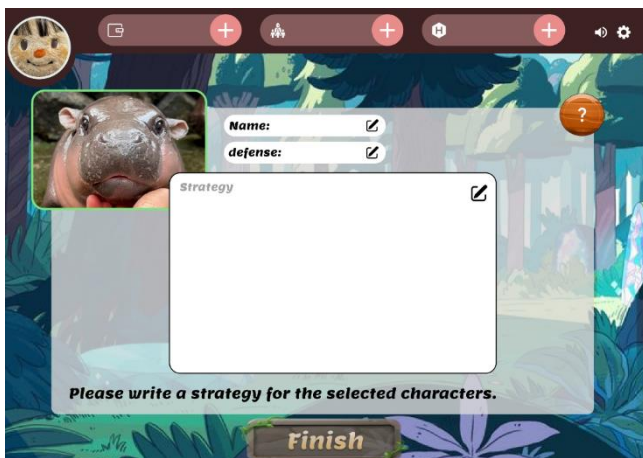 Name:
defense:
Strategy
?
Please write a strategy for the selected characters.
Finish